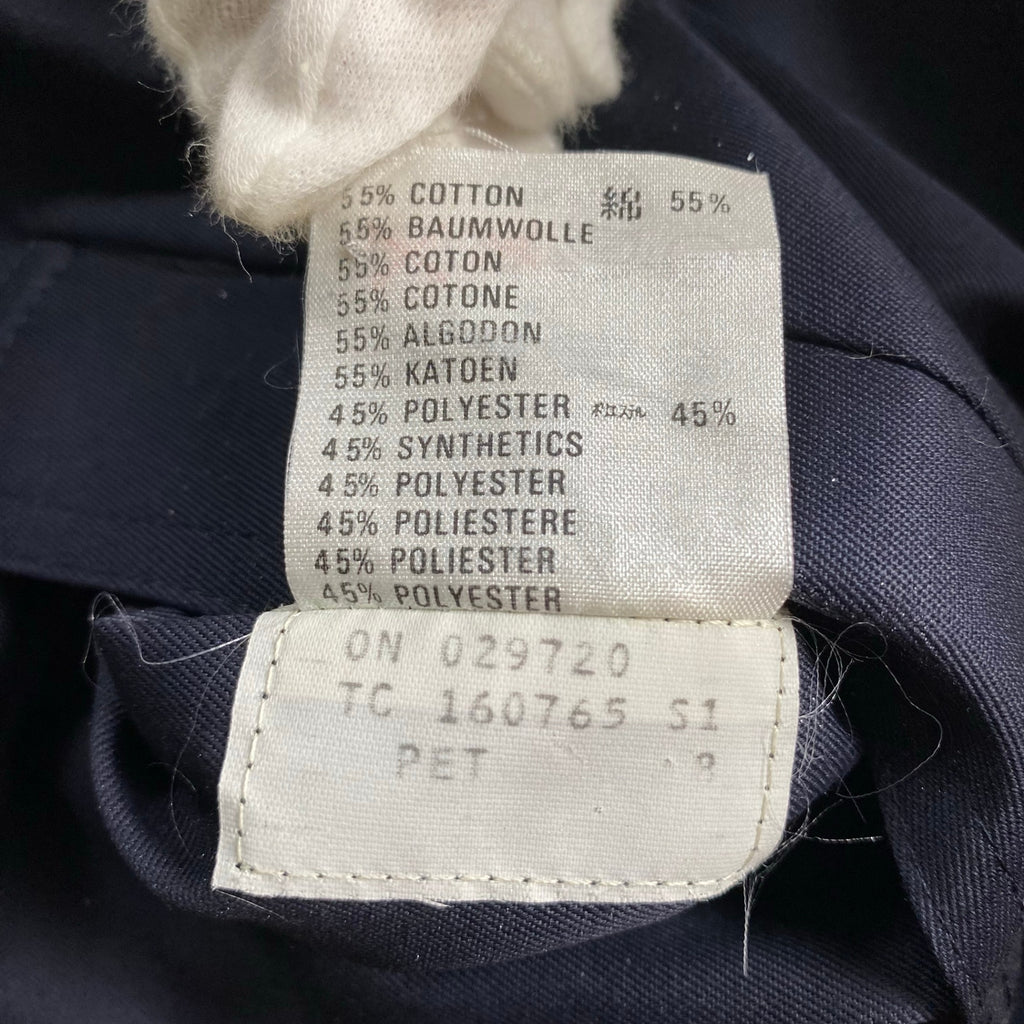 55% COTTON 綿 55%
55% BAUMWOLLE
55% COTON
55% COTONE
55% ALGODON
55% KATOEN
45% POLYESTER ポリエステル 45%
45% SYNTHETICS
45% POLYESTER
45% POLIESTERE
45% POLIESTER
45% POLYESTER
ON 029720
TC 160765 S1
PET